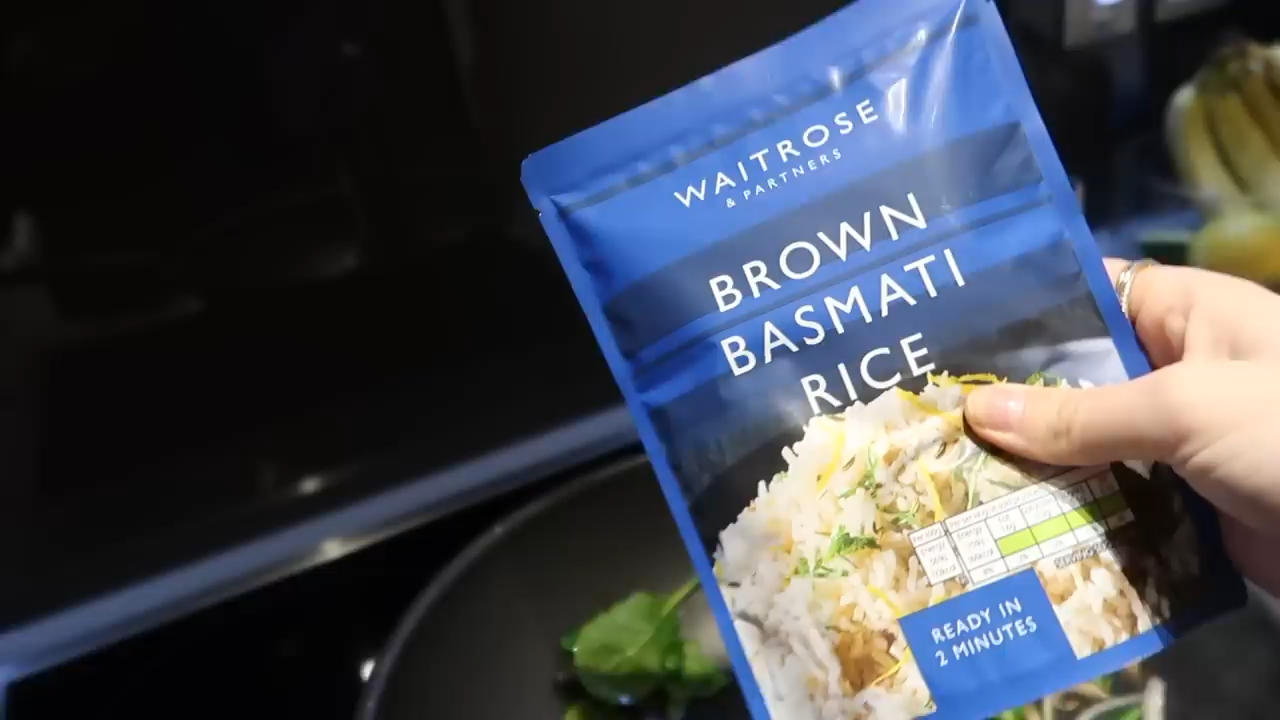 WAITROSE
& PARTNERS
BROWN
BASMATI
RICE
READY IN
2 MINUTES